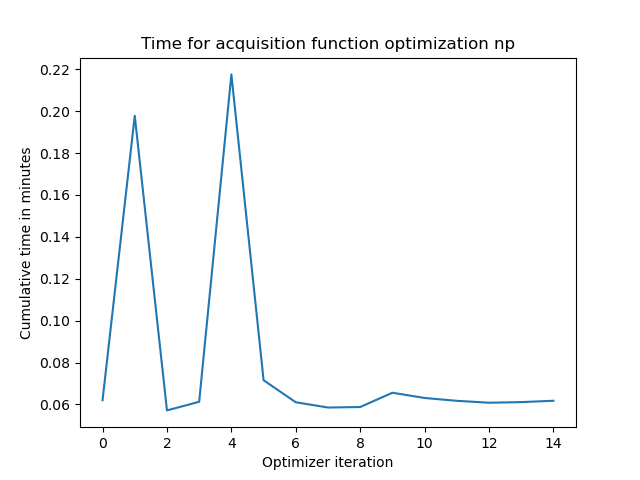 Time for acquisition function optimization np
Cumulative time in minutes
0.22
0.20
0.18
0.16
0.14
0.12
0.10
0.08
0.06
0 2 4 6 8 10 12 14
Optimizer iteration